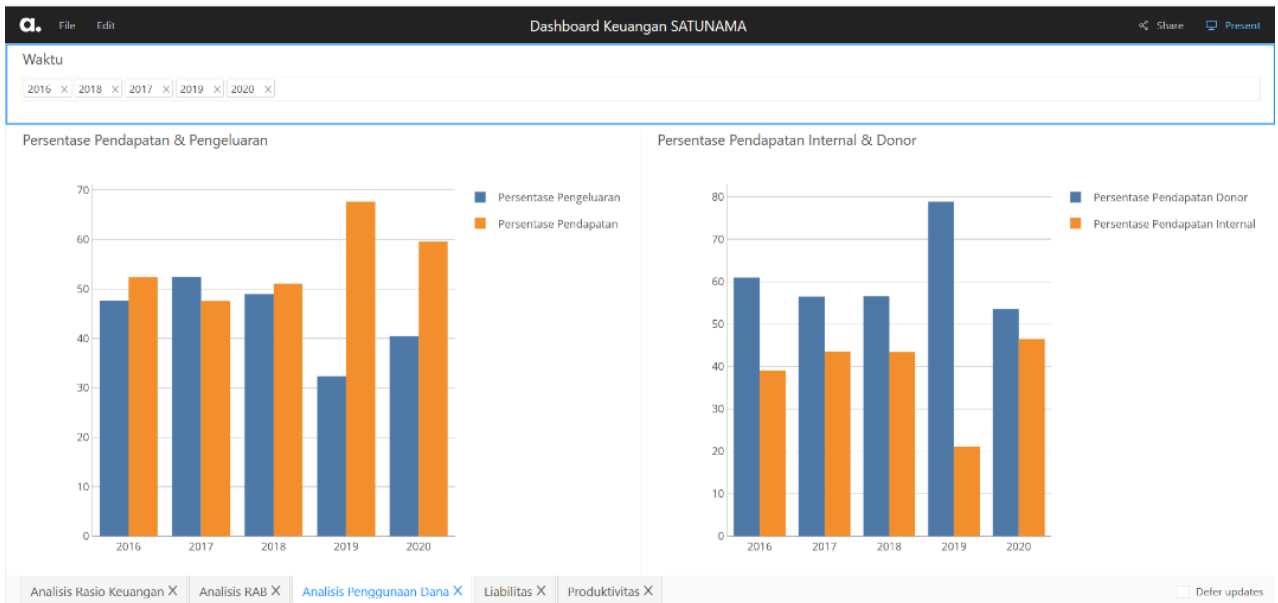 a. File Edit Dashboard Keuangan SATUNAMA Share Present
Waktu
2016 × 2018 × 2017 × 2019 × 2020 ×
Persentase Pendapatan & Pengeluaran
70
60
50
40
30
20
10
0
2016 2017 2018 2019 2020
Persentase Pengeluaran
Persentase Pendapatan
Persentase Pendapatan Internal & Donor
80
70
60
50
40
30
20
10
0
2016 2017 2018 2019 2020
Persentase Pendapatan Donor
Persentase Pendapatan Internal
Analisis Rasio Keuangan X Analisis RAB X Analisis Penggunaan Dana X Liabilitas X Produktivitas X Defer updates